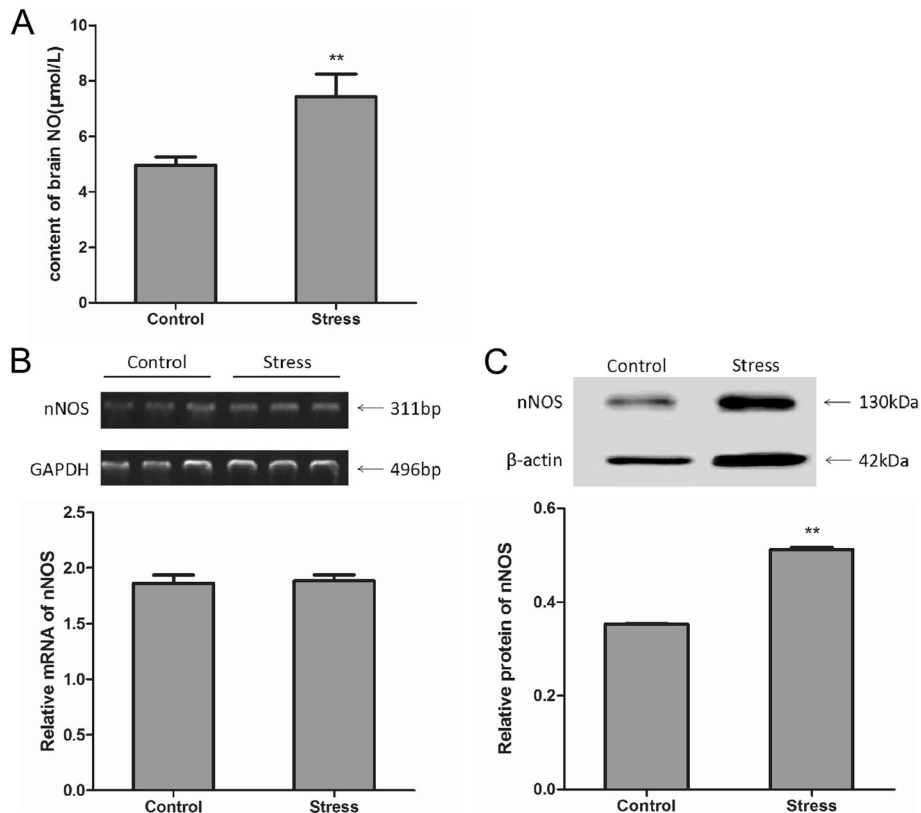 A
content of brain NO(μmol/L)
10
8
6
4
2
0
**
Control Stress
B
Control Stress
nNOS 311bp
GAPDH 496bp
Relative mRNA of nNOS
2.5
2.0
1.5
1.0
0.5
0.0
Control Stress
C
Control Stress
nNOS 130kDa
β-actin 42kDa
Relative protein of nNOS
0.6
0.4
0.2
0.0
**
Control Stress